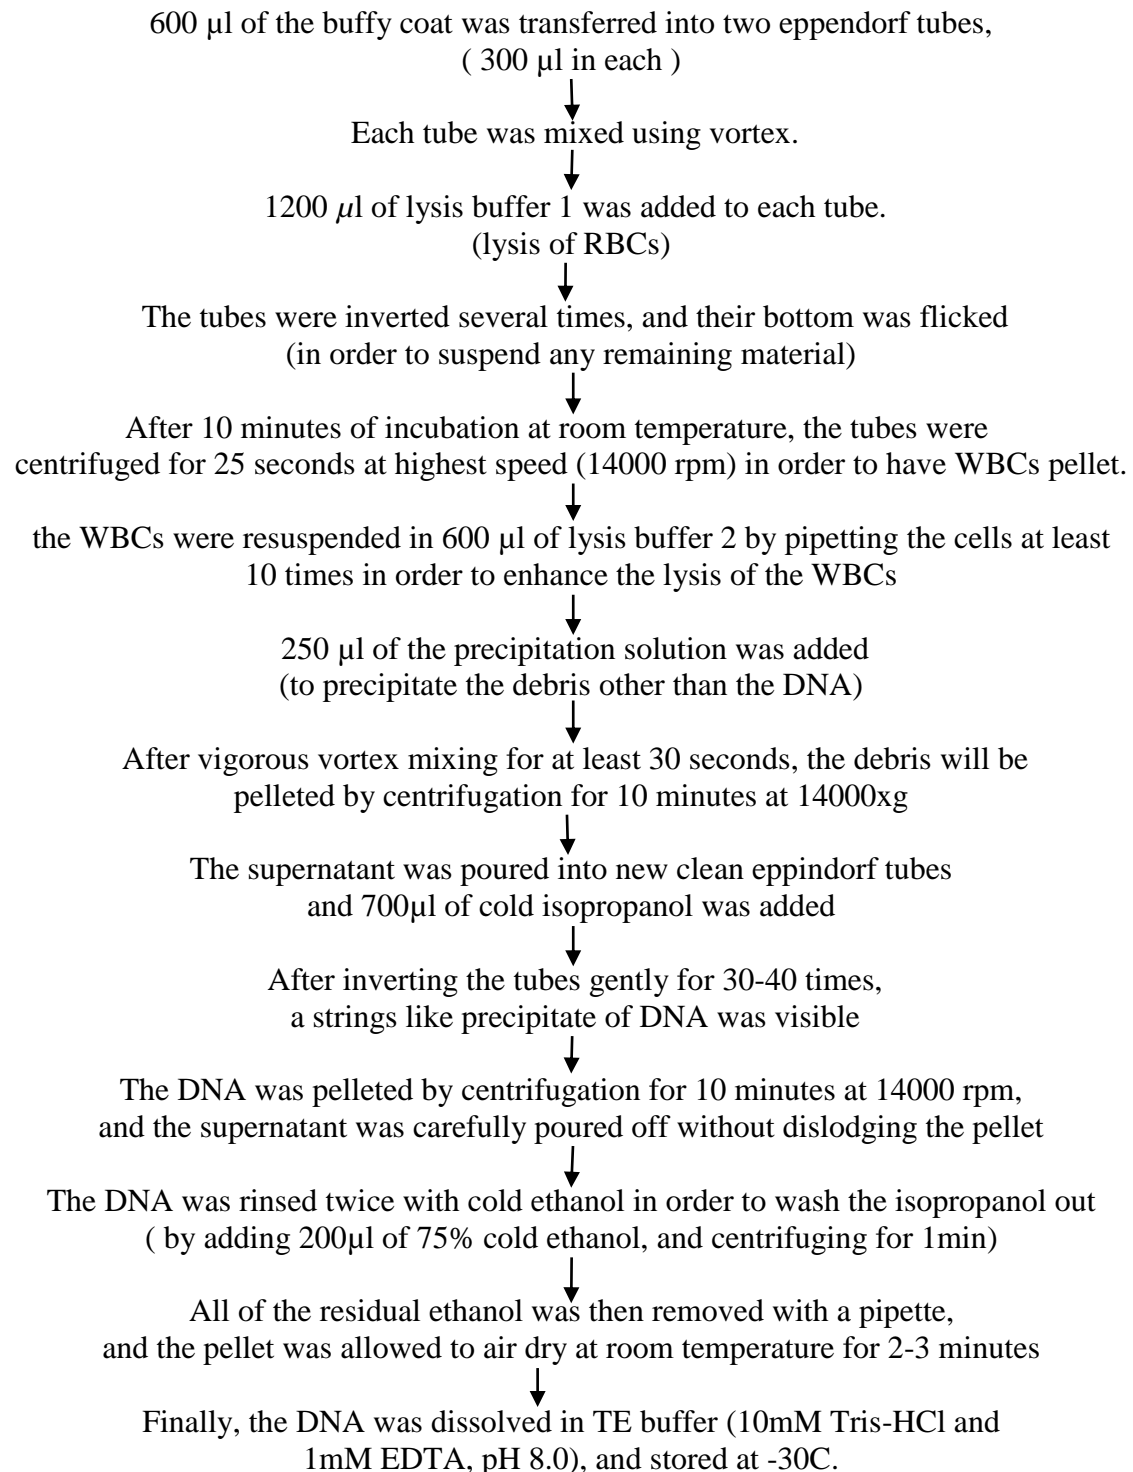 600 µl of the buffy coat was transferred into two eppendorf tubes,
( 300 µl in each )
Each tube was mixed using vortex.
1200 µl of lysis buffer 1 was added to each tube.
(lysis of RBCs)
The tubes were inverted several times, and their bottom was flicked
(in order to suspend any remaining material)
After 10 minutes of incubation at room temperature, the tubes were
centrifuged for 25 seconds at highest speed (14000 rpm) in order to have WBCs pellet.
the WBCs were resuspended in 600 µl of lysis buffer 2 by pipetting the cells at least
10 times in order to enhance the lysis of the WBCs
250 µl of the precipitation solution was added
(to precipitate the debris other than the DNA)
After vigorous vortex mixing for at least 30 seconds, the debris will be
pelleted by centrifugation for 10 minutes at 14000xg
The supernatant was poured into new clean eppindorf tubes
and 700µl of cold isopropanol was added
After inverting the tubes gently for 30-40 times,
a strings like precipitate of DNA was visible
The DNA was pelleted by centrifugation for 10 minutes at 14000 rpm,
and the supernatant was carefully poured off without dislodging the pellet
The DNA was rinsed twice with cold ethanol in order to wash the isopropanol out
( by adding 200µl of 75% cold ethanol, and centrifuging for 1min)
All of the residual ethanol was then removed with a pipette,
and the pellet was allowed to air dry at room temperature for 2-3 minutes
Finally, the DNA was dissolved in TE buffer (10mM Tris-HCl and
1mM EDTA, pH 8.0), and stored at -30C.